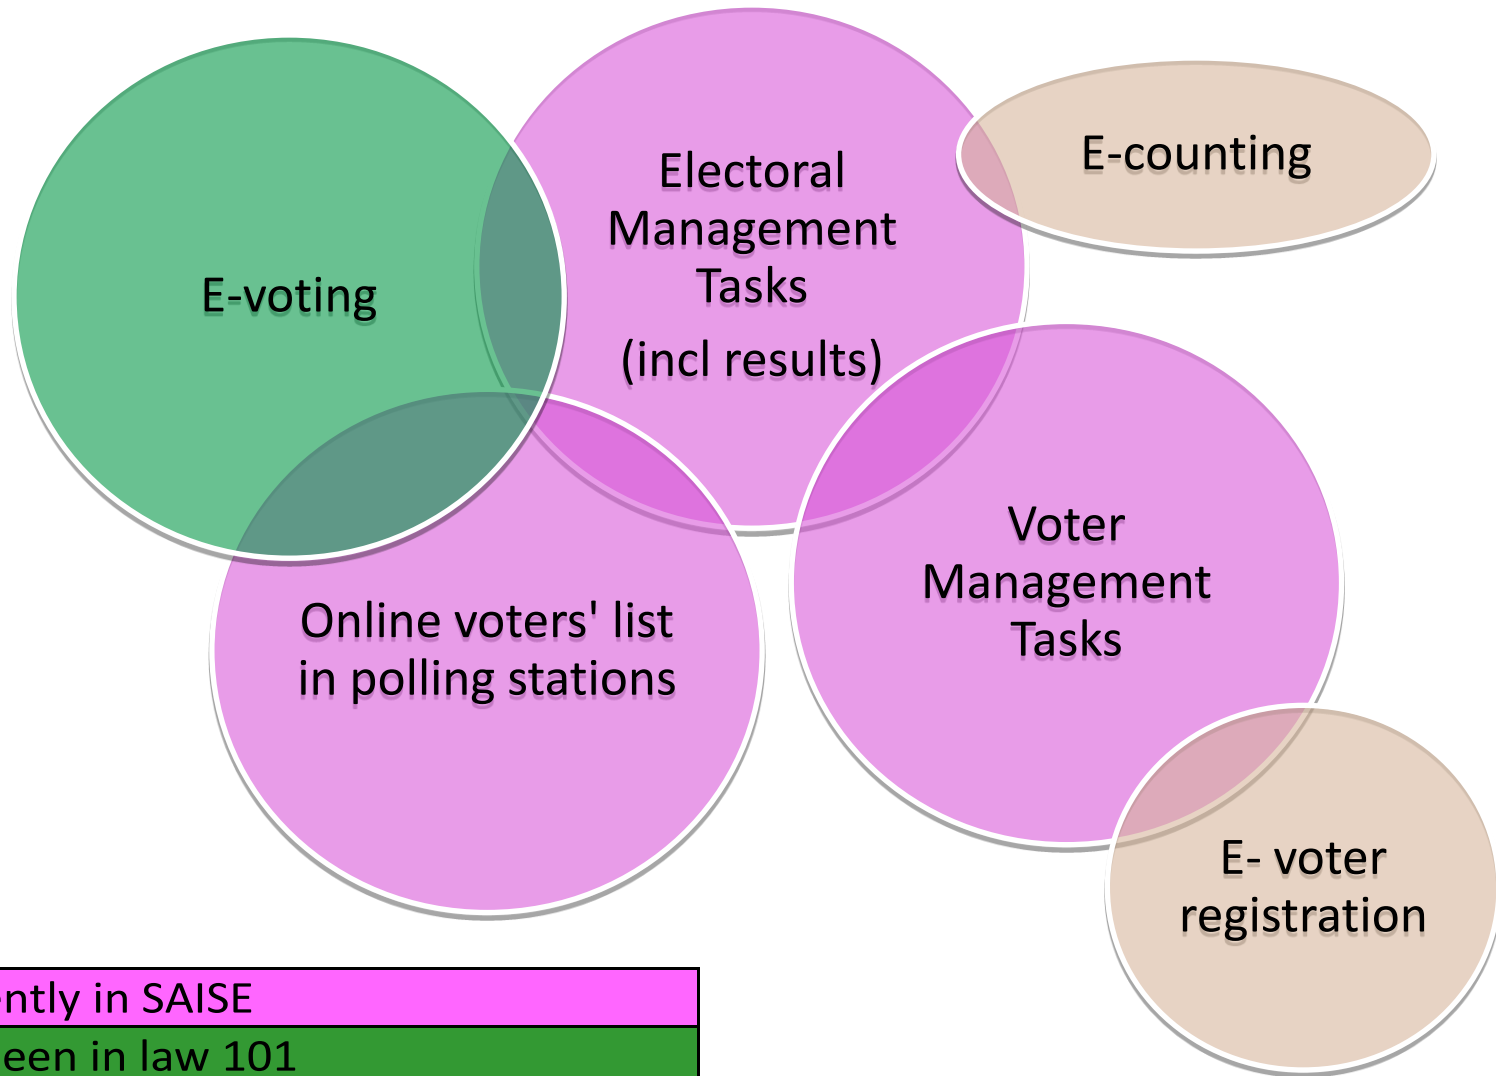 E-voting
Electoral
Management
Tasks
(incl results)
E-counting
Voter
Management
Tasks
Online voters' list
in polling stations
E- voter
registration
ently in SAISE
een in law 101